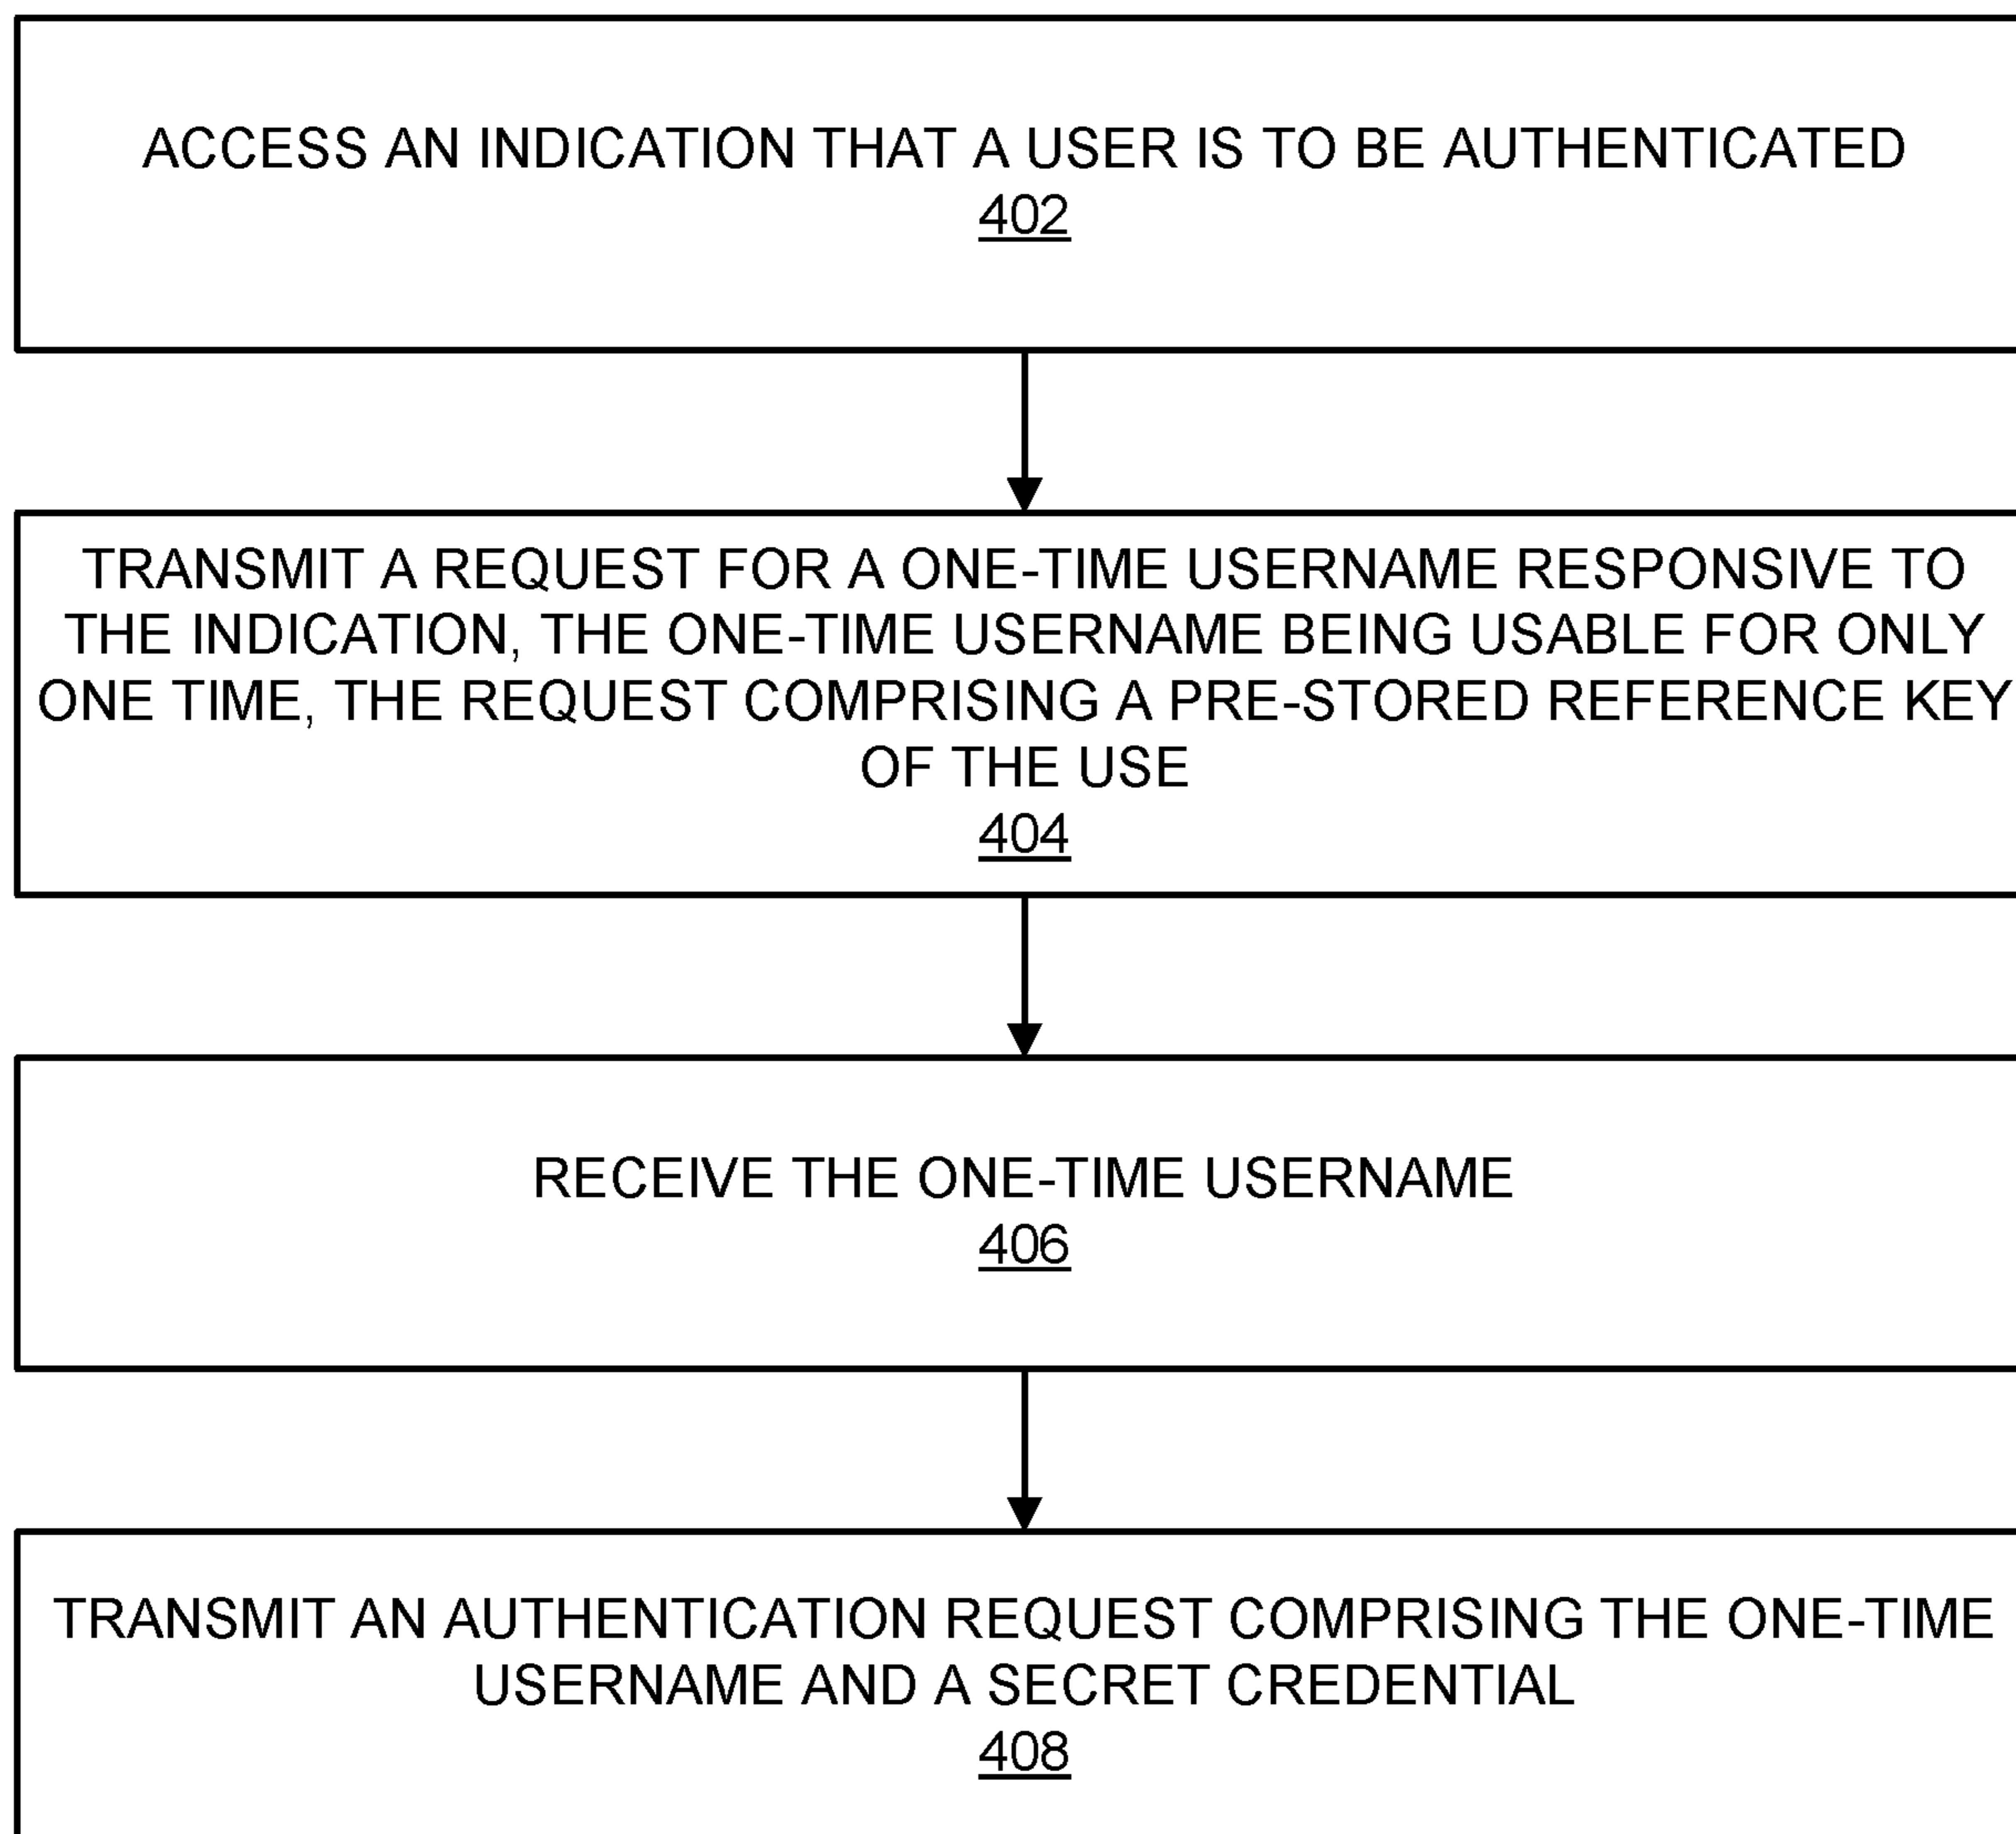 ACCESS AN INDICATION THAT A USER IS TO BE AUTHENTICATED
402
TRANSMIT A REQUEST FOR A ONE-TIME USERNAME RESPONSIVE TO
THE INDICATION, THE ONE-TIME USERNAME BEING USABLE FOR ONLY
ONE TIME, THE REQUEST COMPRISING A PRE-STORED REFERENCE KEY
OF THE USE
404
RECEIVE THE ONE-TIME USERNAME
406
TRANSMIT AN AUTHENTICATION REQUEST COMPRISING THE ONE-TIME
USERNAME AND A SECRET CREDENTIAL
408